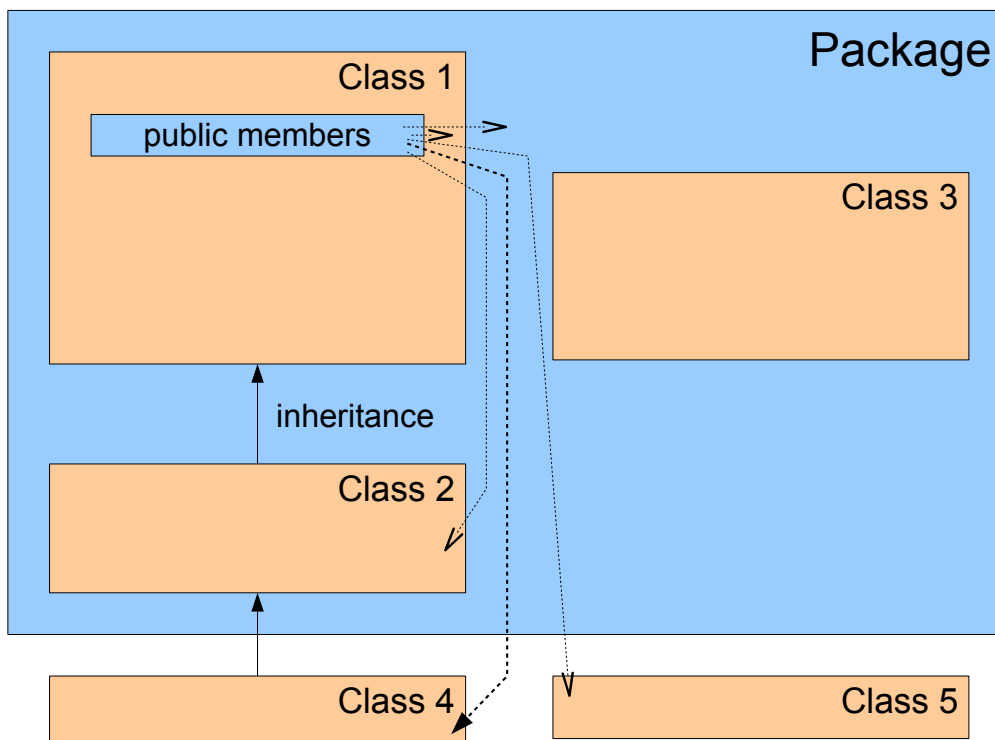 Package
Class 1
public members
Class 3
inheritance
Class 2
Class 4
Class 5